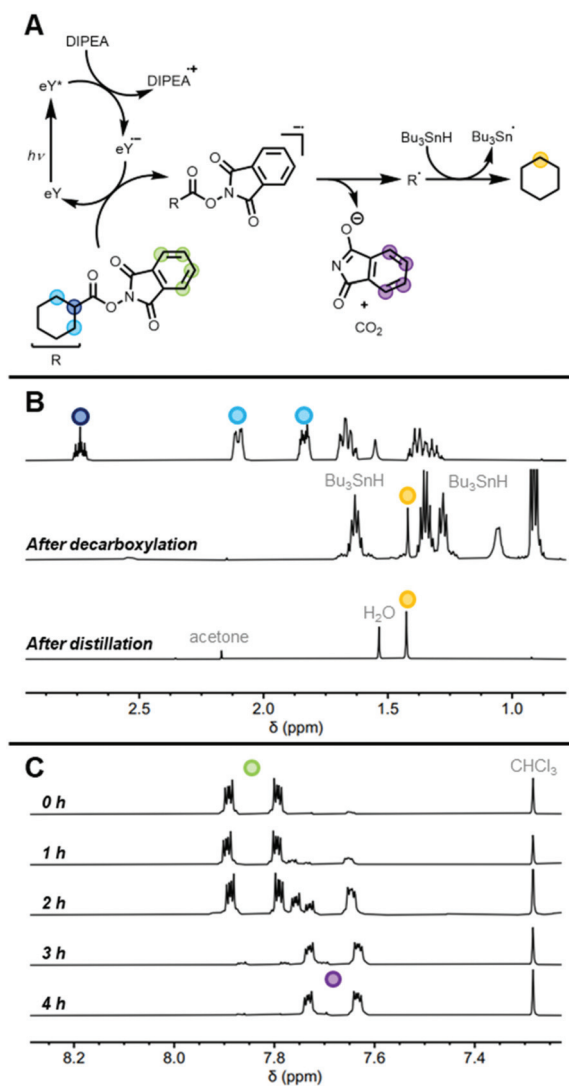 A
DIPEA
eY*
DIPEA•+
eY•−
hν
eY
O
R
O
N
O
O
−•
Bu₃SnH
Bu₃Sn•
R•
O
O
N
O
O
R
⊖
O
N
O
+
CO₂
B
Bu₃SnH
Bu₃SnH
After decarboxylation
H₂O
acetone
After distillation
2.5 2.0 1.5 1.0
δ (ppm)
C
CHCl₃
0 h
1 h
2 h
3 h
4 h
8.2 8.0 7.8 7.6 7.4
δ (ppm)